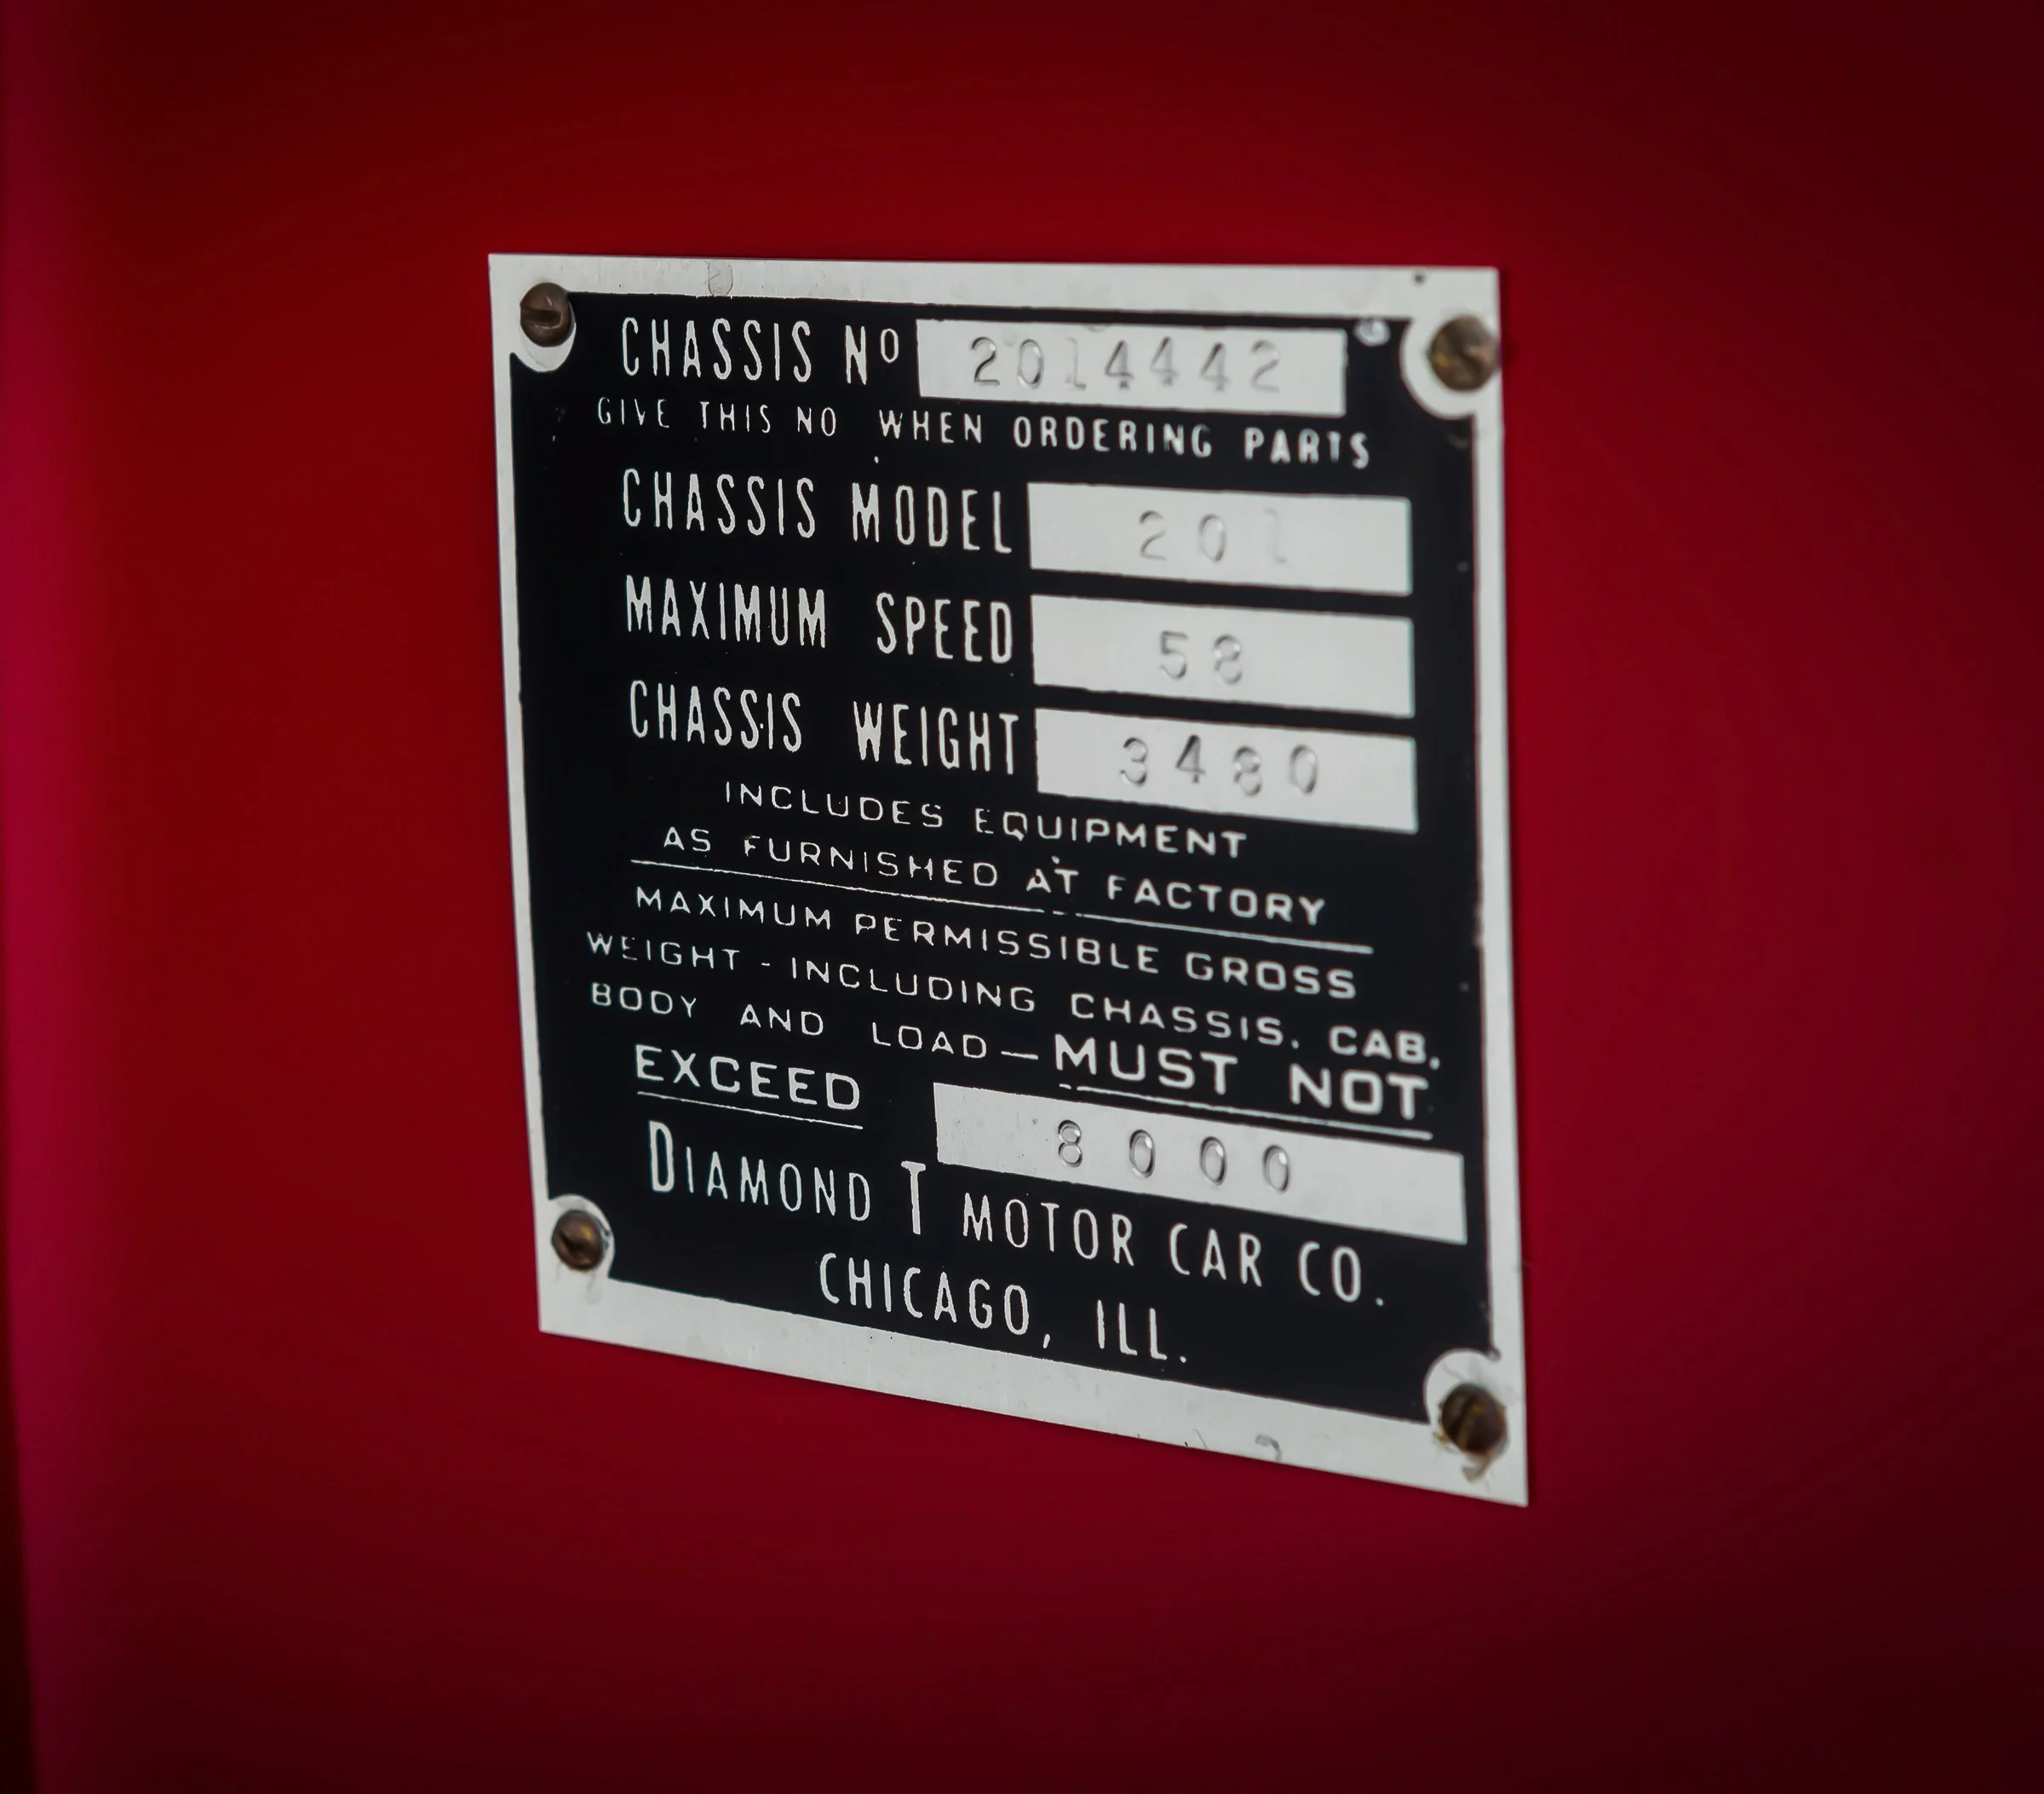 CHASSIS Nº 2014442
GIVE THIS NO WHEN ORDERING PARTS
CHASSIS MODEL 201
MAXIMUM SPEED 58
CHASSIS WEIGHT 3480
INCLUDES EQUIPMENT
AS FURNISHED AT FACTORY
MAXIMUM PERMISSIBLE GROSS
WEIGHT - INCLUDING CHASSIS, CAB,
BODY AND LOAD — MUST NOT
EXCEED 8000
DIAMOND T MOTOR CAR CO.
CHICAGO, ILL.